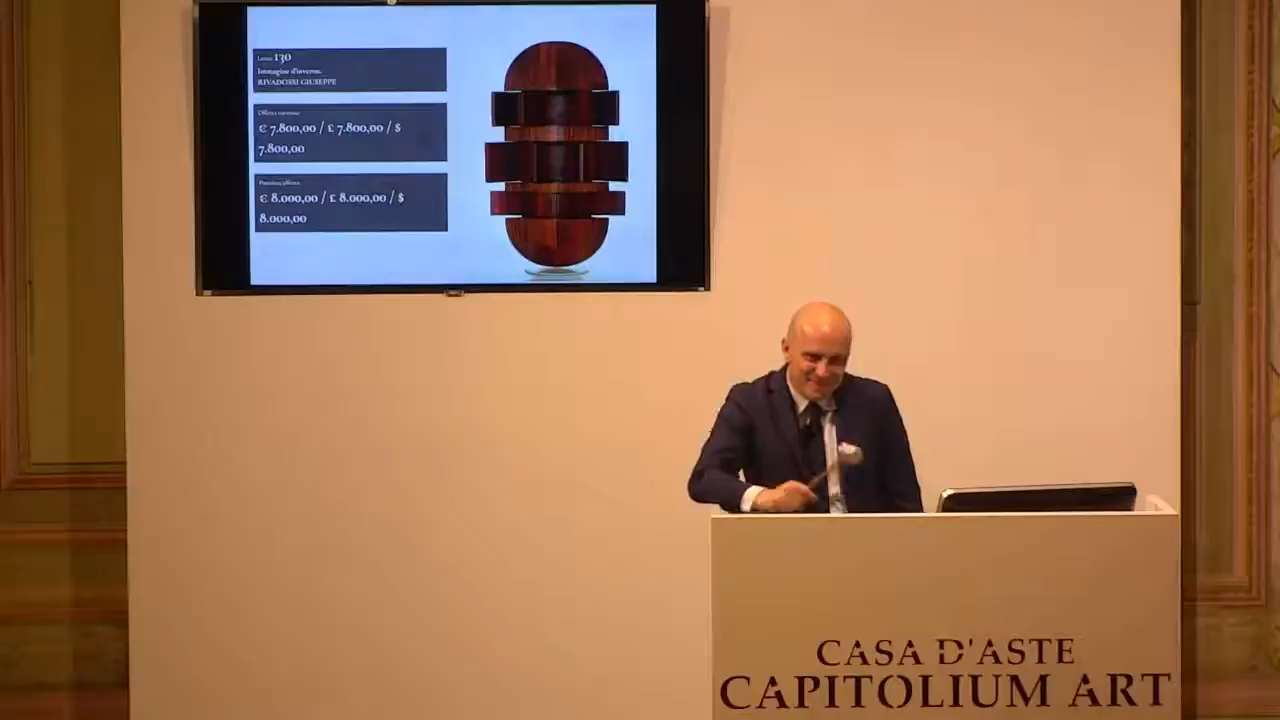 Lotto 130
Immagine d'inverno.
RIVADOSSI GIUSEPPE
Offerta corrente:
€ 7.800,00 / £ 7.800,00 / $
7.800,00
Prossima offerta:
€ 8.000,00 / £ 8.000,00 / $
8.000,00
CASA D'ASTE
CAPITOLIUM ART